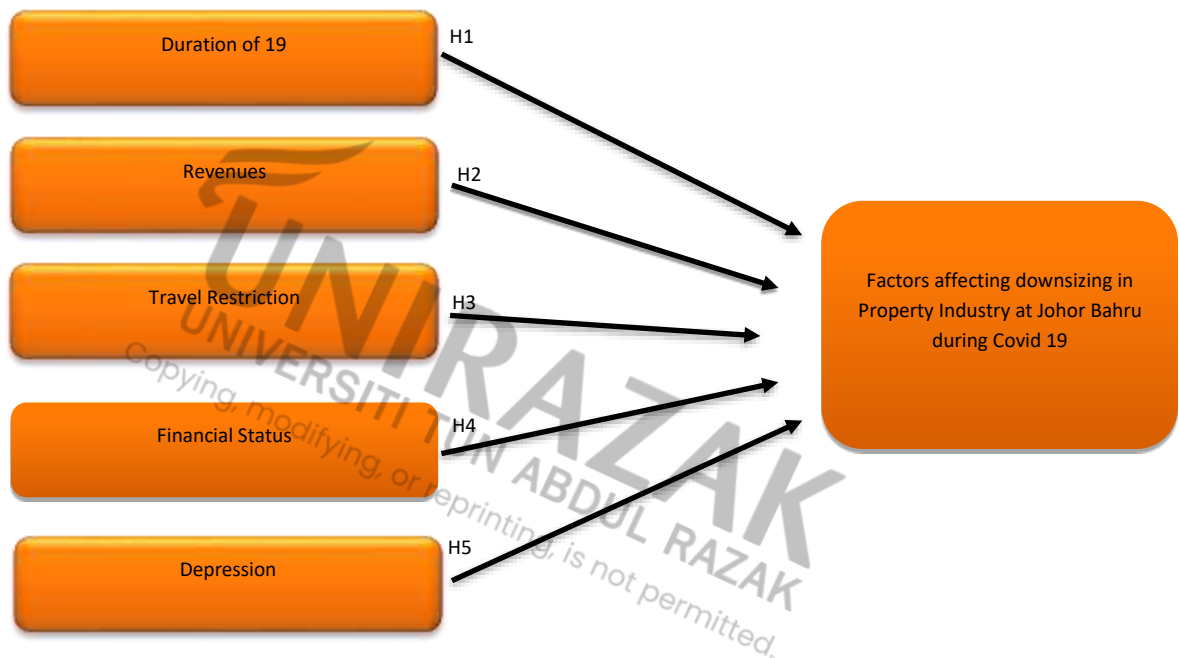 Duration of 19
H1
Revenues
H2
Travel Restriction
H3
Financial Status
H4
Depression
H5
Factors affecting downsizing in
Property Industry at Johor Bahru
during Covid 19
UNIRAZAK
UNIVERSITI TUN ABDUL RAZAK
Copying, modifying, or reprinting, is not permitted.